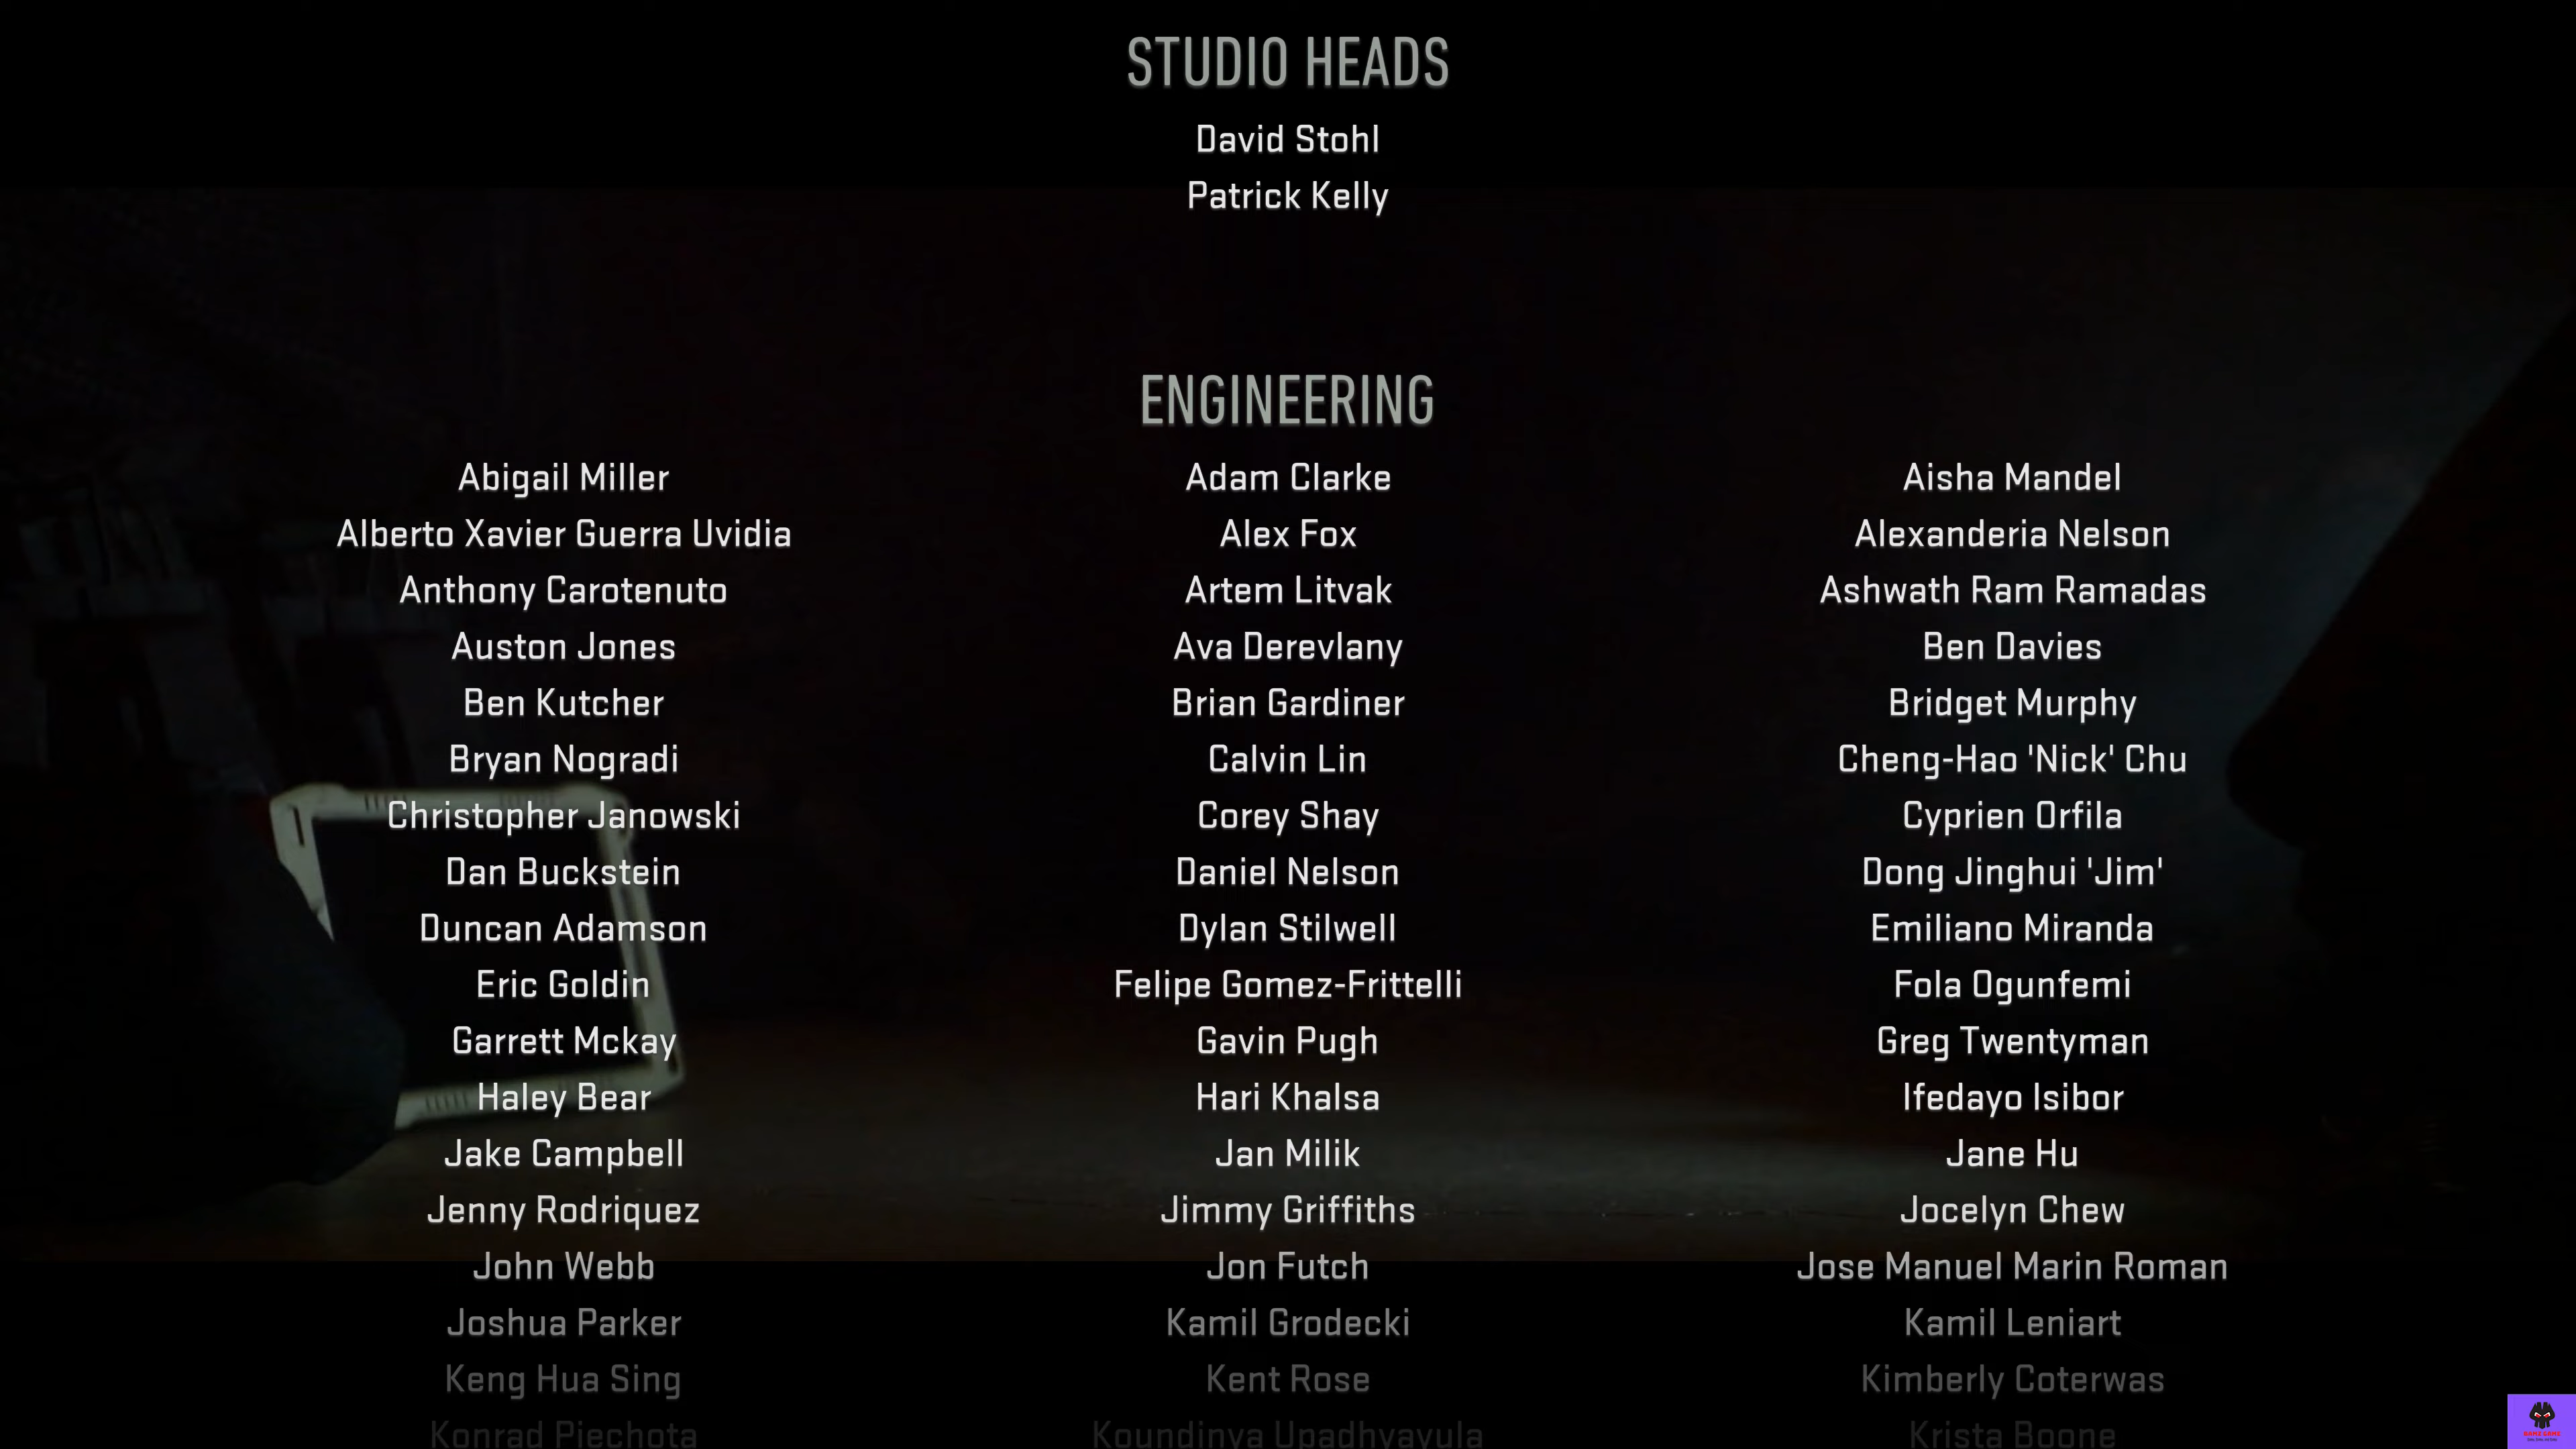 STUDIO HEADS
David Stohl
Patrick Kelly
ENGINEERING
Abigail Miller Adam Clarke Aisha Mandel
Alberto Xavier Guerra Uvidia Alex Fox Alexanderia Nelson
Anthony Carotenuto Artem Litvak Ashwath Ram Ramadas
Auston Jones Ava Derevlany Ben Davies
Ben Kutcher Brian Gardiner Bridget Murphy
Bryan Nogradi Calvin Lin Cheng-Hao 'Nick' Chu
Christopher Janowski Corey Shay Cyprien Orfila
Dan Buckstein Daniel Nelson Dong Jinghui 'Jim'
Duncan Adamson Dylan Stilwell Emiliano Miranda
Eric Goldin Felipe Gomez-Frittelli Fola Ogunfemi
Garrett Mckay Gavin Pugh Greg Twentyman
Haley Bear Hari Khalsa Ifedayo Isibor
Jake Campbell Jan Milik Jane Hu
Jenny Rodriquez Jimmy Griffiths Jocelyn Chew
John Webb Jon Futch Jose Manuel Marin Roman
Joshua Parker Kamil Grodecki Kamil Leniart
Keng Hua Sing Kent Rose Kimberly Coterwas
Konrad Piechota Koundinya Upadhyayula Krista Boone